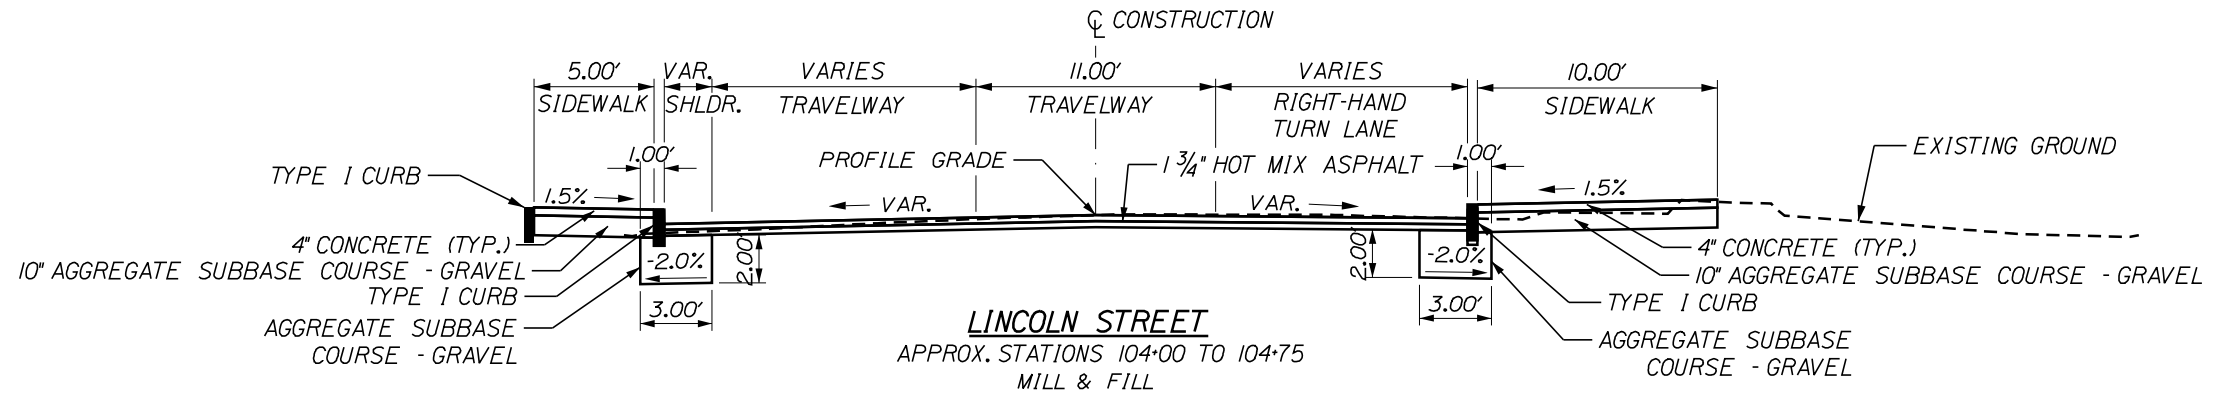 ℄ CONSTRUCTION
5.00' VAR. VARIES 11.00' VARIES 10.00'
SIDEWALK SHLDR. TRAVELWAY TRAVELWAY RIGHT-HAND SIDEWALK
TURN LANE
1.00' PROFILE GRADE 1 3/4" HOT MIX ASPHALT 1.00' EXISTING GROUND
TYPE I CURB
1.5% VAR. VAR. 1.5%
4" CONCRETE (TYP.) 4" CONCRETE (TYP.)
-2.0% 2.00' 2.00' -2.0%
10" AGGREGATE SUBBASE COURSE - GRAVEL 10" AGGREGATE SUBBASE COURSE - GRAVEL
TYPE I CURB 3.00' 3.00' TYPE I CURB
AGGREGATE SUBBASE AGGREGATE SUBBASE
COURSE - GRAVEL COURSE - GRAVEL
LINCOLN STREET
APPROX. STATIONS 104+00 TO 104+75
MILL & FILL